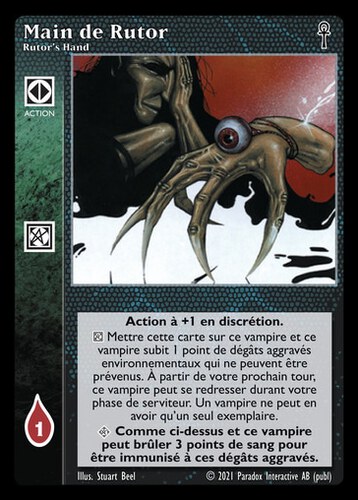 Main de Rutor
Rutor's Hand
ACTION
Action à +1 en discrétion.
Mettre cette carte sur ce vampire et ce
vampire subit 1 point de dégâts aggravés
environnementaux qui ne peuvent être
prévenus. À partir de votre prochain tour,
ce vampire peut se redresser durant votre
phase de serviteur. Un vampire ne peut en
avoir qu'un seul exemplaire.
Comme ci-dessus et ce vampire
peut brûler 3 points de sang pour
être immunisé à ces dégâts aggravés.
1
Illus. Stuart Beel
© 2021 Paradox Interactive AB (publ)